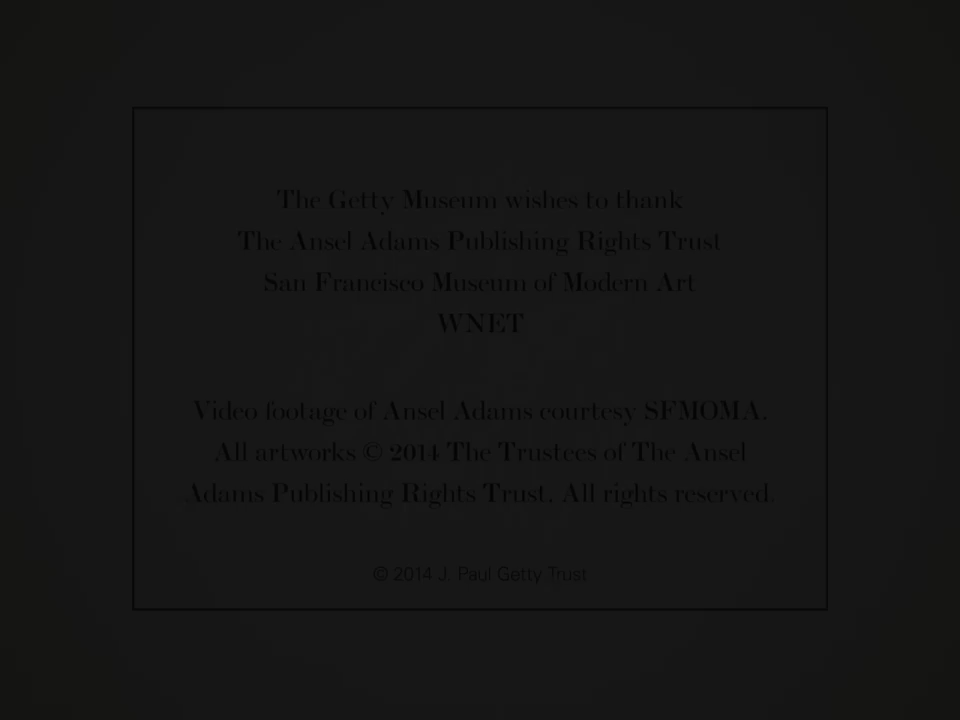 The Getty Museum wishes to thank
The Ansel Adams Publishing Rights Trust
San Francisco Museum of Modern Art
WNET
Video footage of Ansel Adams courtesy SFMOMA.
All artworks © 2014 The Trustees of The Ansel
Adams Publishing Rights Trust. All rights reserved.
© 2014 J. Paul Getty Trust